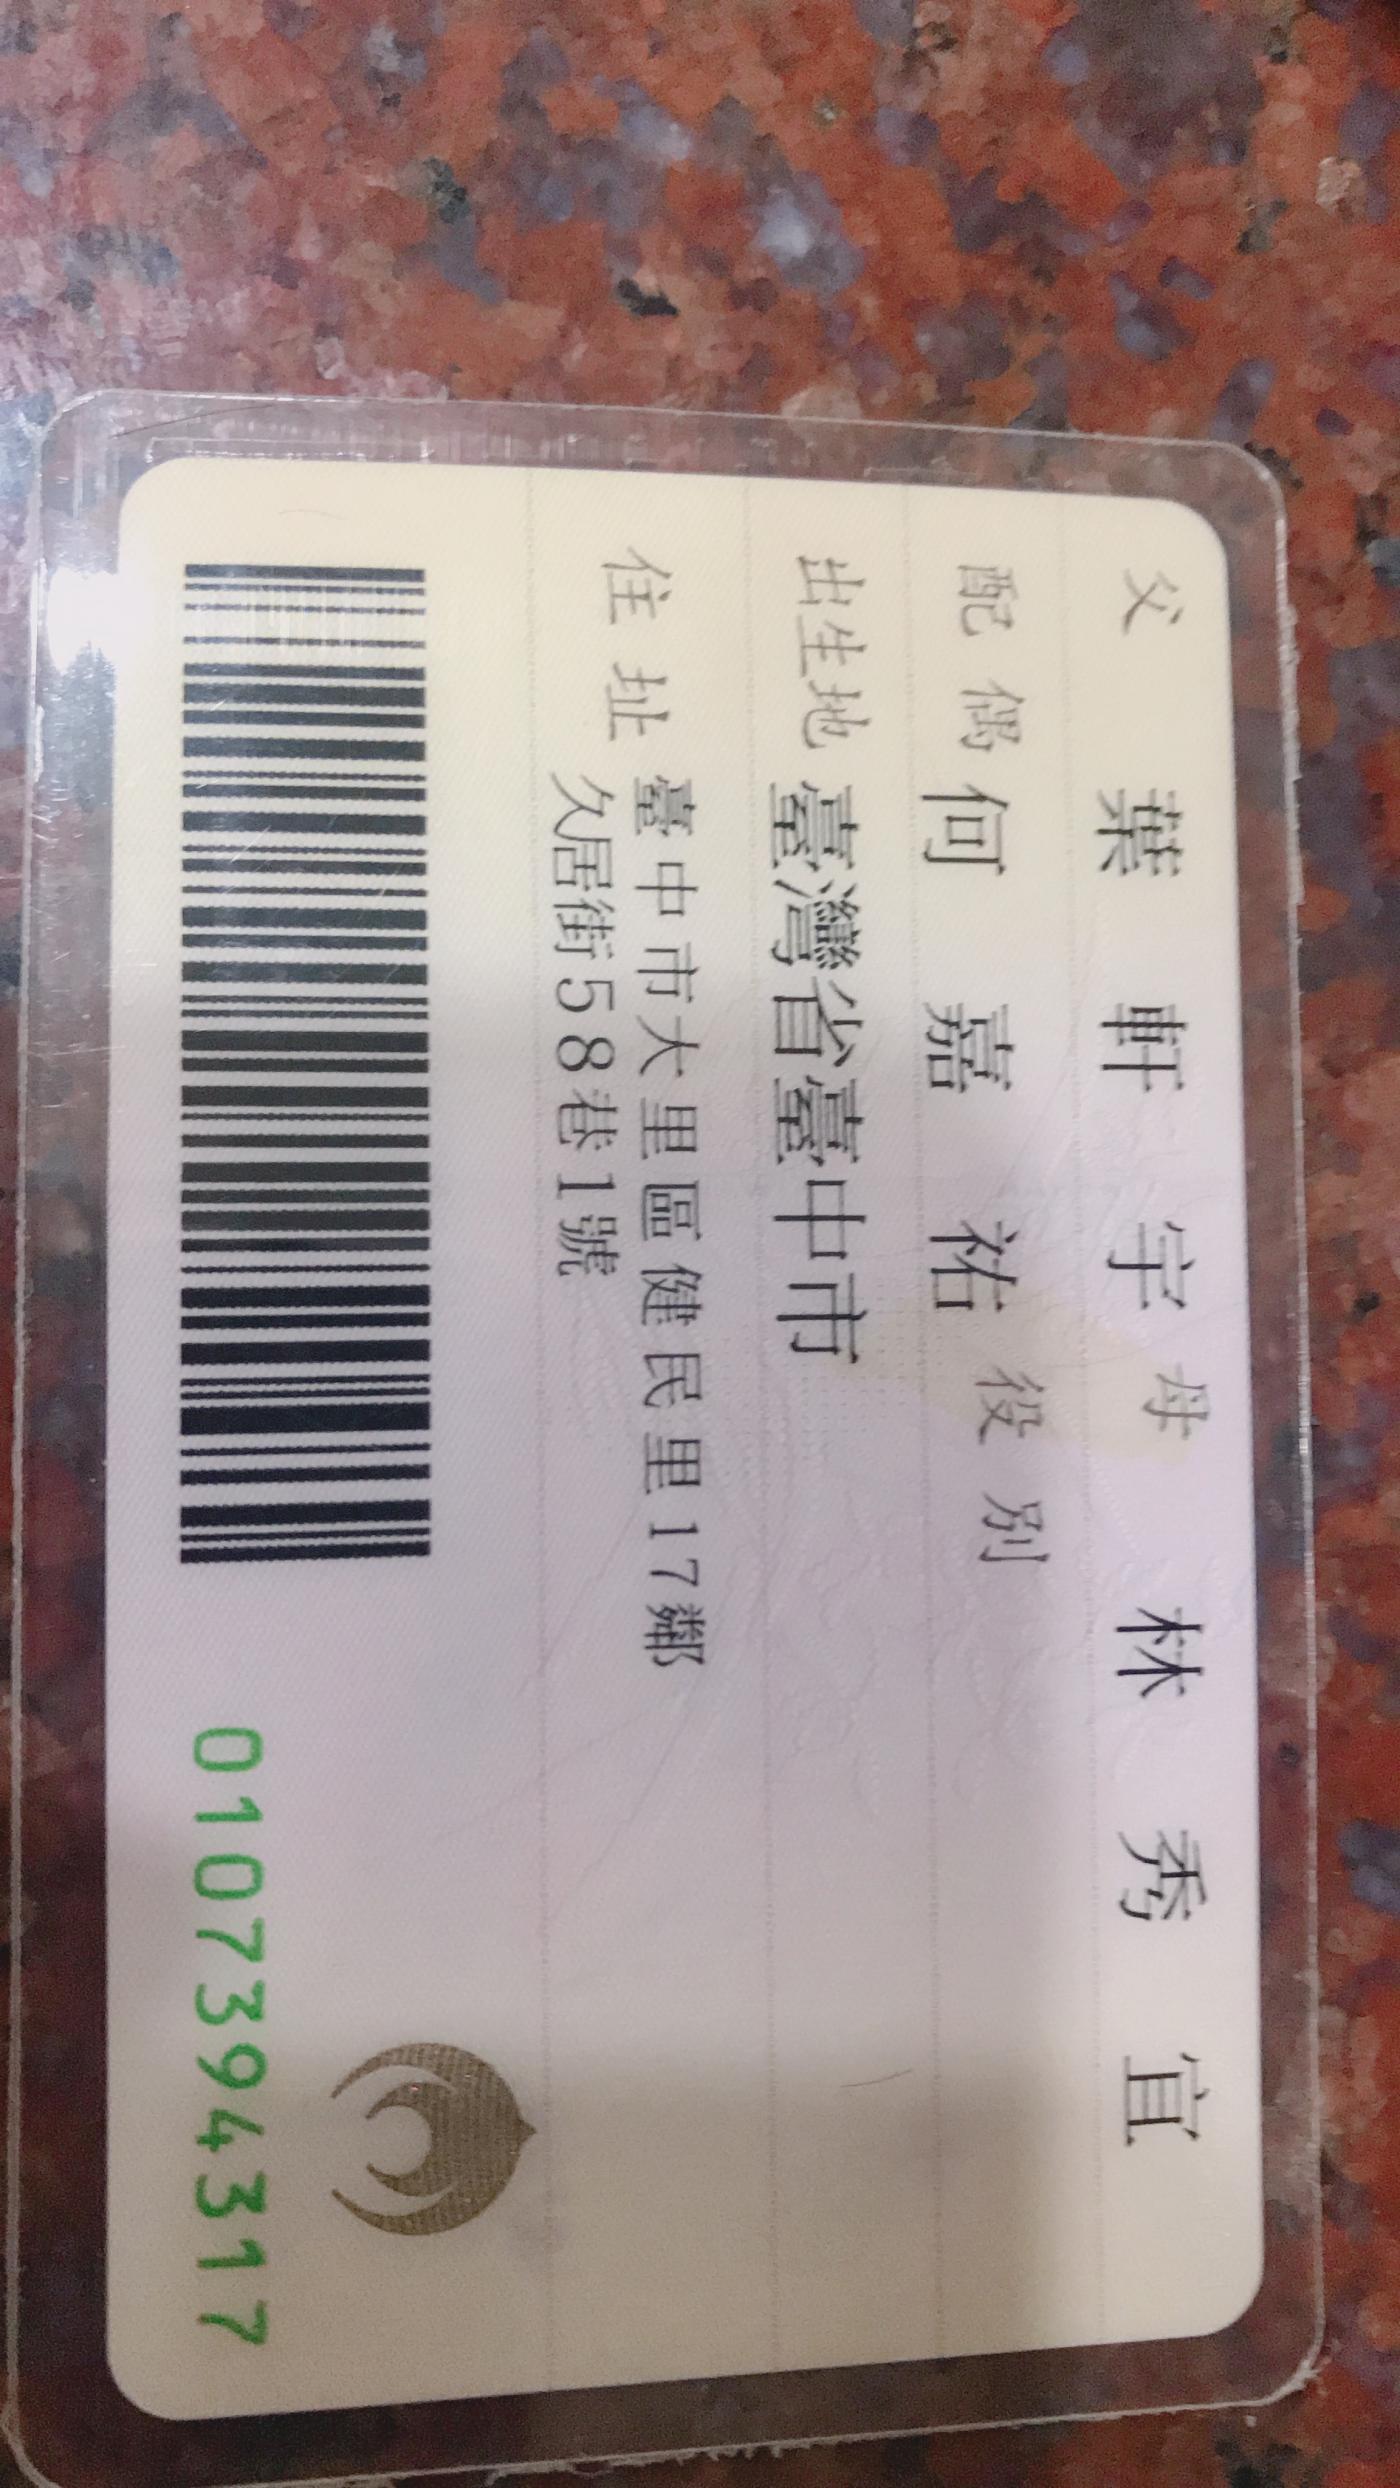 父 葉軒宇 母 林秀宜
配偶 何嘉祐 役別
出生地 臺灣省臺中市
住址 臺中市大里區健民里17鄰
久居街58巷1號
0107394317